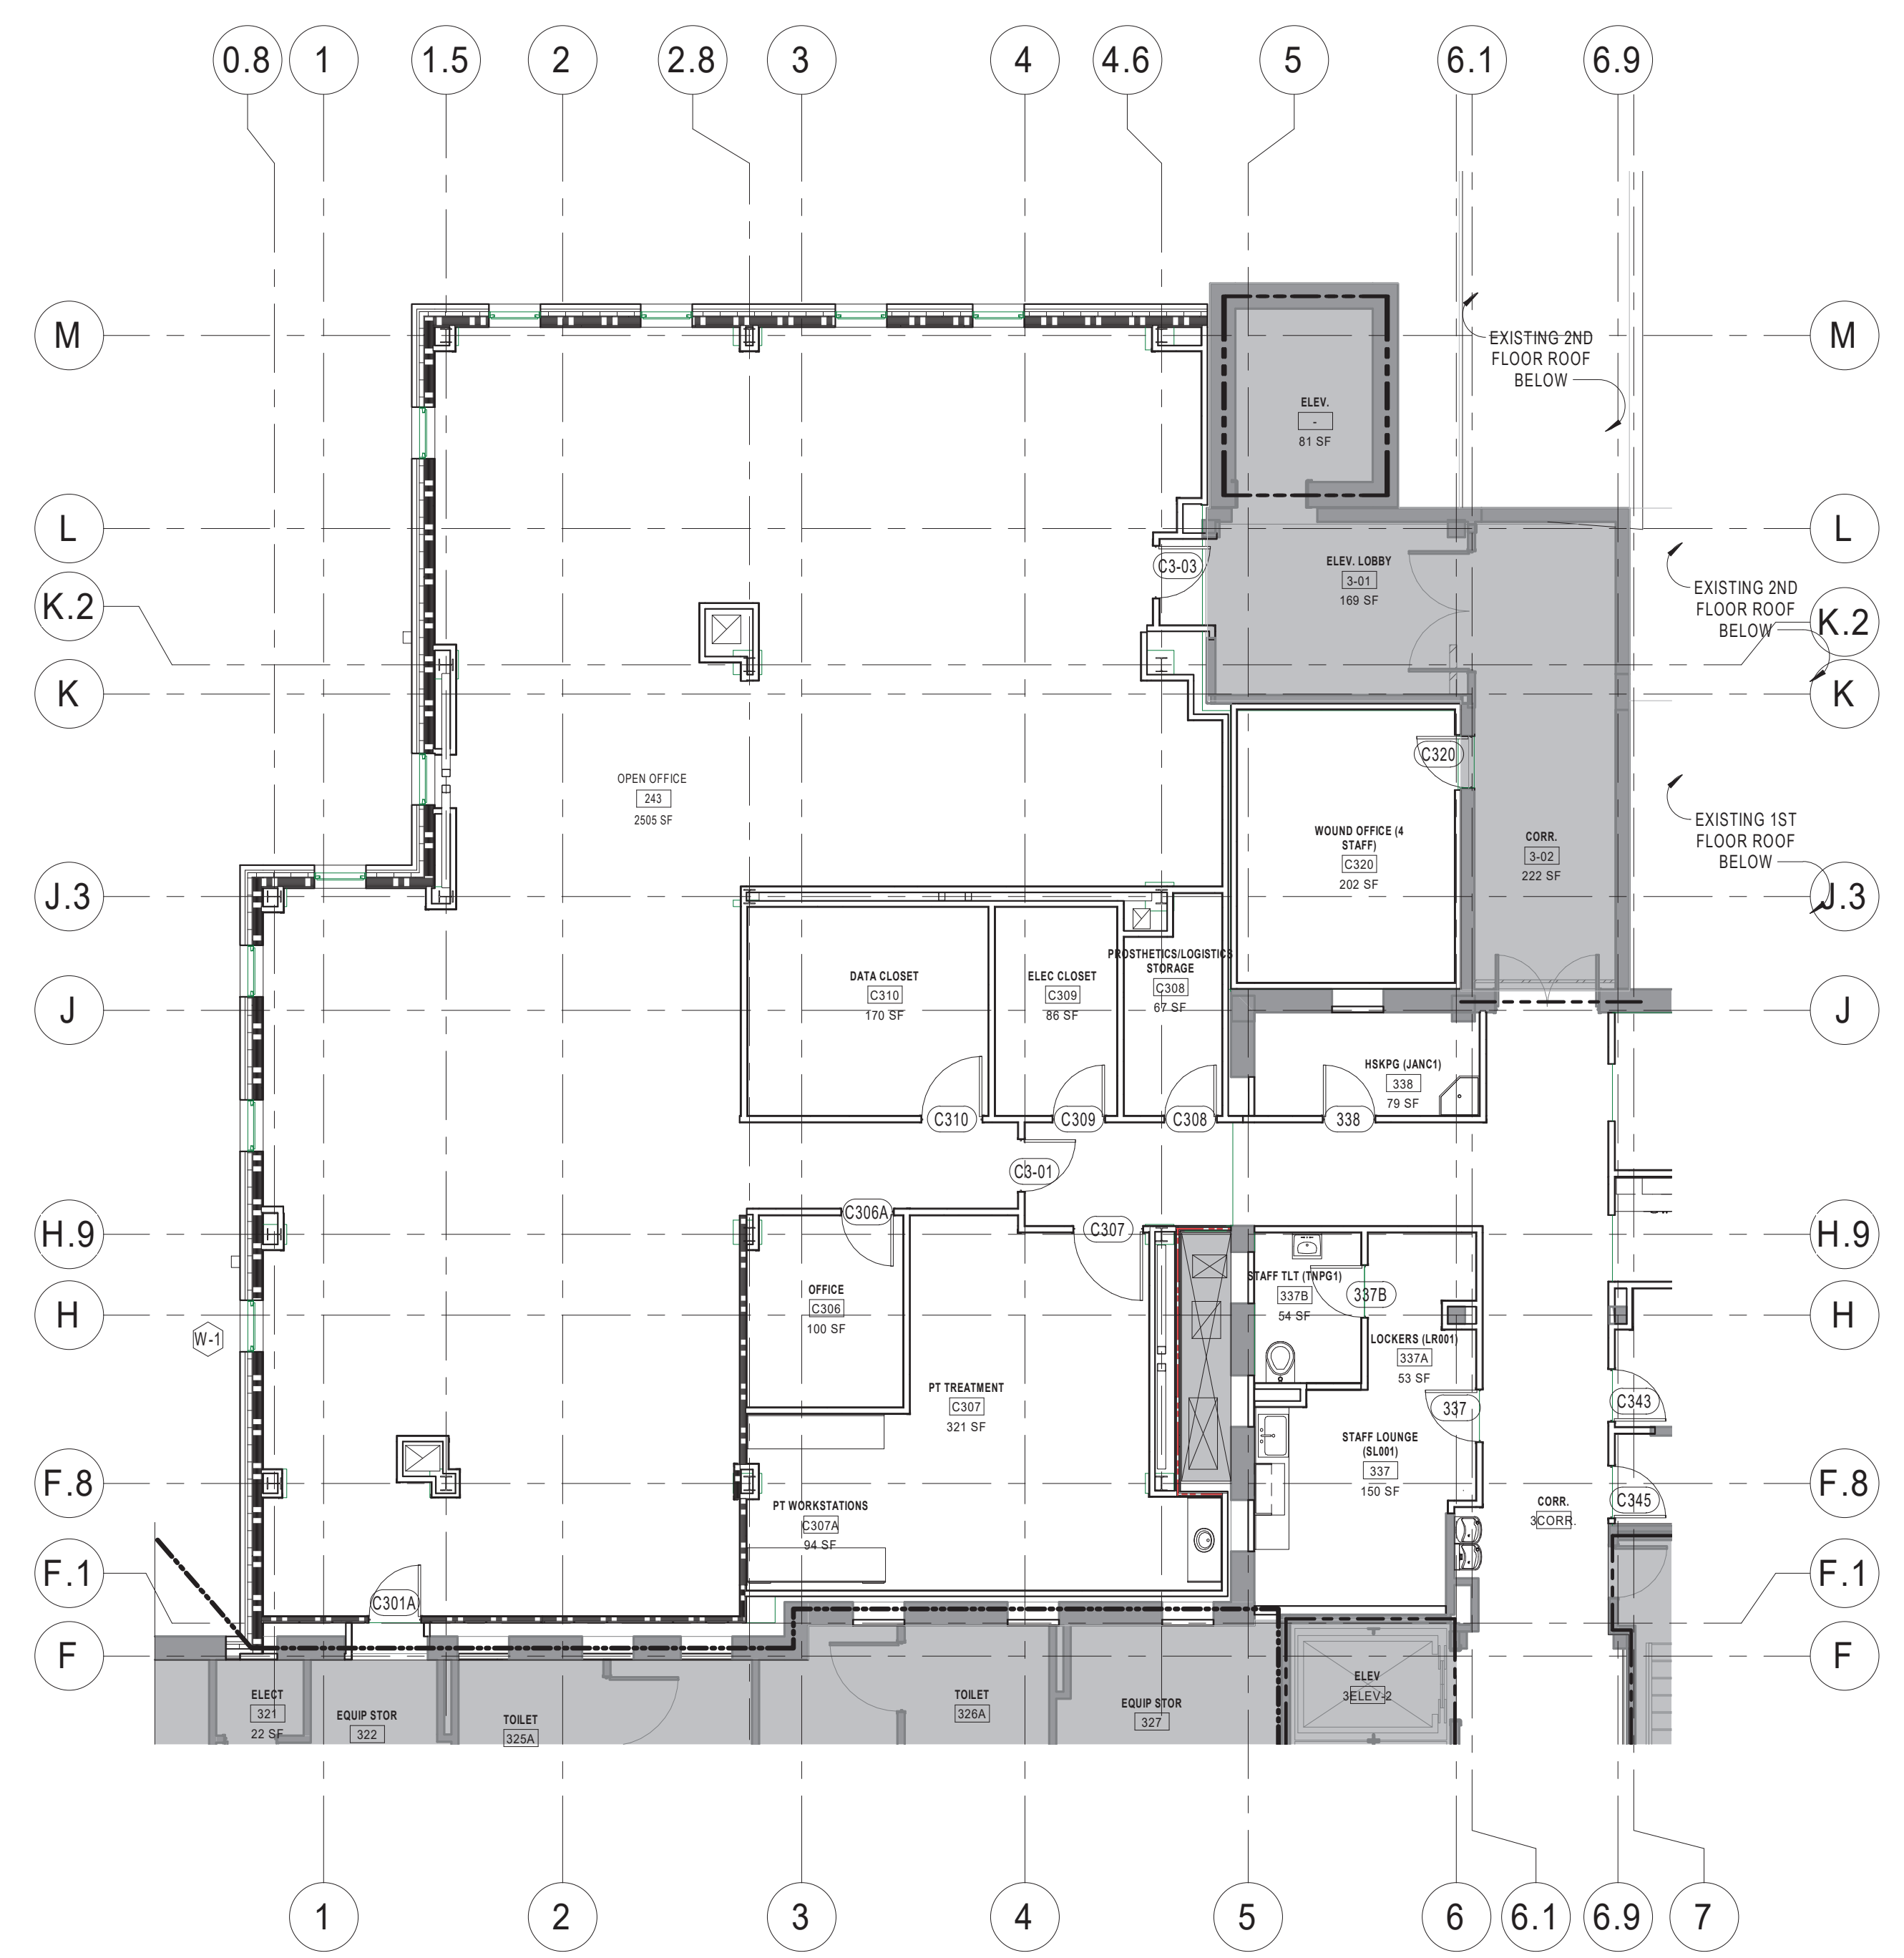 0.8
1
1.5
2
2.8
3
4
4.6
5
6.1
6.9
M
M
EXISTING 2ND
FLOOR ROOF
BELOW
ELEV.
-
81 SF
L
L
C3-03
ELEV. LOBBY
3-01
169 SF
EXISTING 2ND
FLOOR ROOF
BELOW
K.2
K.2
K
K
C320
OPEN OFFICE
243
2505 SF
WOUND OFFICE (4
STAFF)
C320
202 SF
CORR.
3-02
222 SF
EXISTING 1ST
FLOOR ROOF
BELOW
J.3
J.3
DATA CLOSET
C310
170 SF
ELEC CLOSET
C309
86 SF
PROSTHETICS/LOGISTICS
STORAGE
C308
67 SF
J
J
HSKPG (JANC1)
338
79 SF
C310
C309
C308
338
C3-01
C306A
C307
H.9
H.9
STAFF TLT (TNPG1)
337B
54 SF
337B
OFFICE
C306
100 SF
H
H
W-1
LOCKERS (LR001)
337A
53 SF
PT TREATMENT
C307
321 SF
337
C343
STAFF LOUNGE
(SL001)
337
150 SF
F.8
F.8
C345
PT WORKSTATIONS
C307A
94 SF
CORR.
3CORR.
F.1
F.1
C301A
F
F
ELECT
321
22 SF
EQUIP STOR
322
TOILET
325A
TOILET
326A
EQUIP STOR
327
ELEV
3ELEV-2
1
2
3
4
5
6
6.1
6.9
7